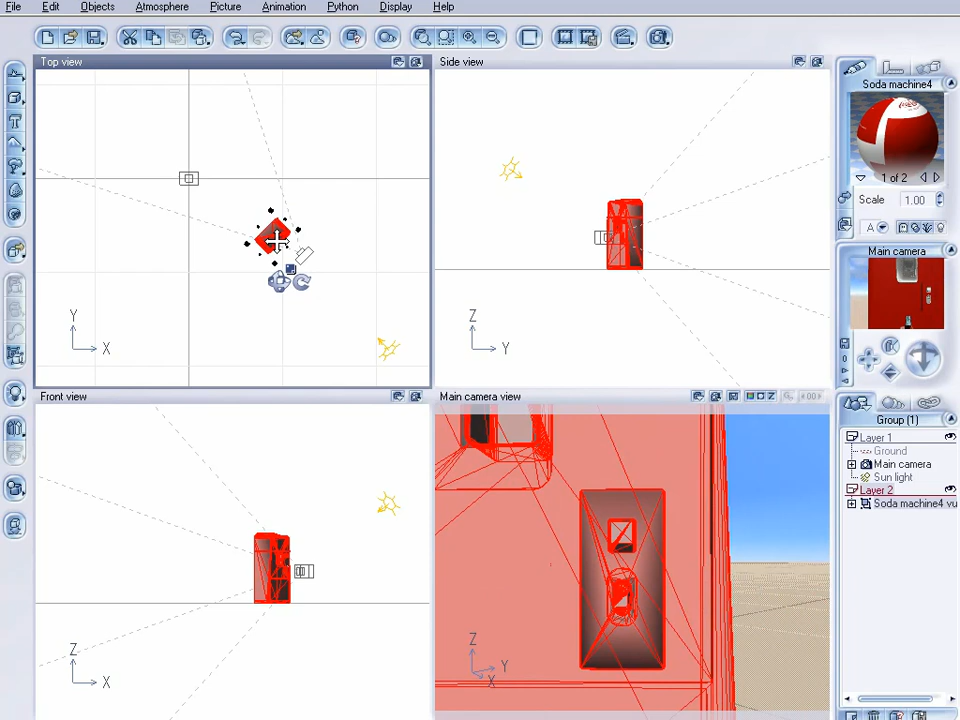 File Edit Objects Atmosphere Picture Animation Python Display Help
Top view
Side view
Soda machine4
1 of 2
Scale 1.00
A
Main camera
Y
X
Z
Y
Front view
Main camera view
Group (1)
Layer 1
Ground
Main camera
Sun light
Layer 2
Soda machine4 vu
Z
X
Z
Y
X